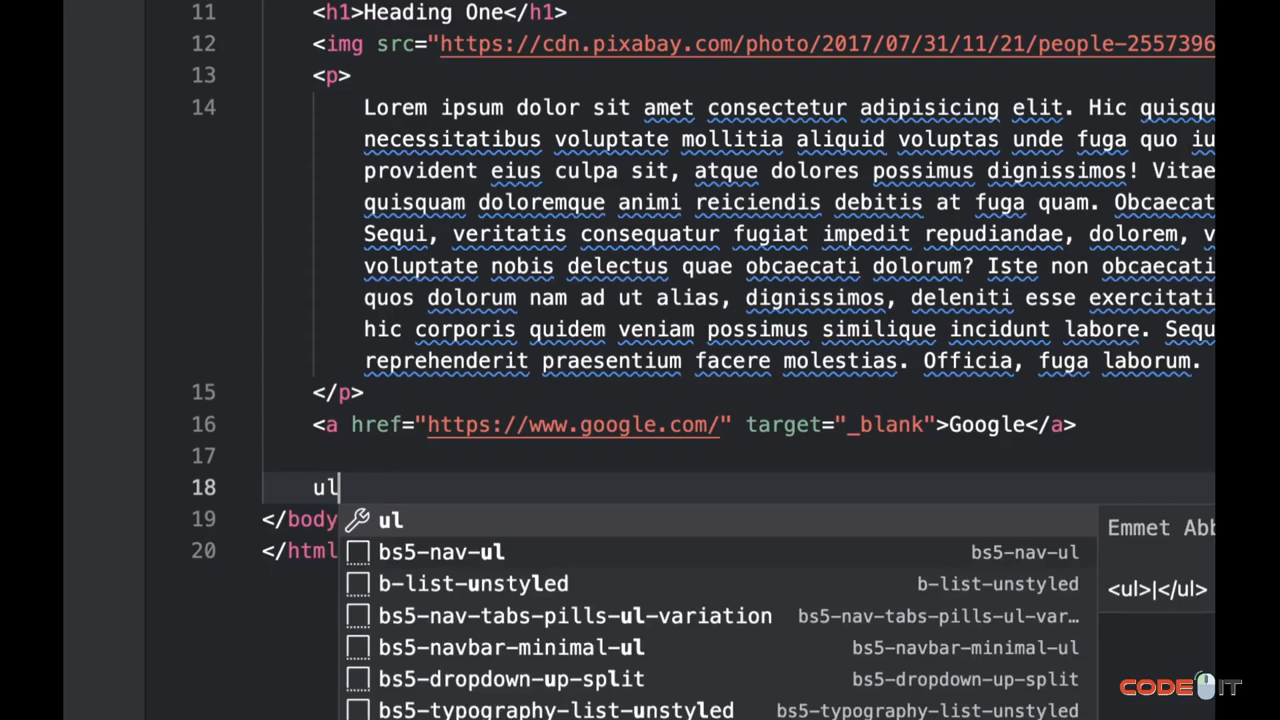 11 <h1>Heading One</h1>
12 <img src="https://cdn.pixabay.com/photo/2017/07/31/11/21/people-2557396
13 <p>
14 Lorem ipsum dolor sit amet consectetur adipisicing elit. Hic quisqu
necessitatibus voluptate mollitia aliquid voluptas unde fuga quo iu
provident eius culpa sit, atque dolores possimus dignissimos! Vitae
quisquam doloremque animi reiciendis debitis at fuga quam. Obcaecat
Sequi, veritatis consequatur fugiat impedit repudiandae, dolorem, v
voluptate nobis delectus quae obcaecati dolorum? Iste non obcaecati
quos dolorum nam ad ut alias, dignissimos, deleniti esse exercitati
hic corporis quidem veniam possimus similique incidunt labore. Sequ
reprehenderit praesentium facere molestias. Officia, fuga laborum.
15 </p>
16 <a href="https://www.google.com/" target="_blank">Google</a>
17
18 ul
19 </body
20 </html
ul
bs5-nav-ul bs5-nav-ul
b-list-unstyled b-list-unstyled
bs5-nav-tabs-pills-ul-variation bs5-nav-tabs-pills-ul-var…
bs5-navbar-minimal-ul bs5-navbar-minimal-ul
bs5-dropdown-up-split bs5-dropdown-up-split
bs5-typography-list-unstyled bs5-typography-list-unstyled
Emmet Abb
<ul>|</ul>
CODE IT